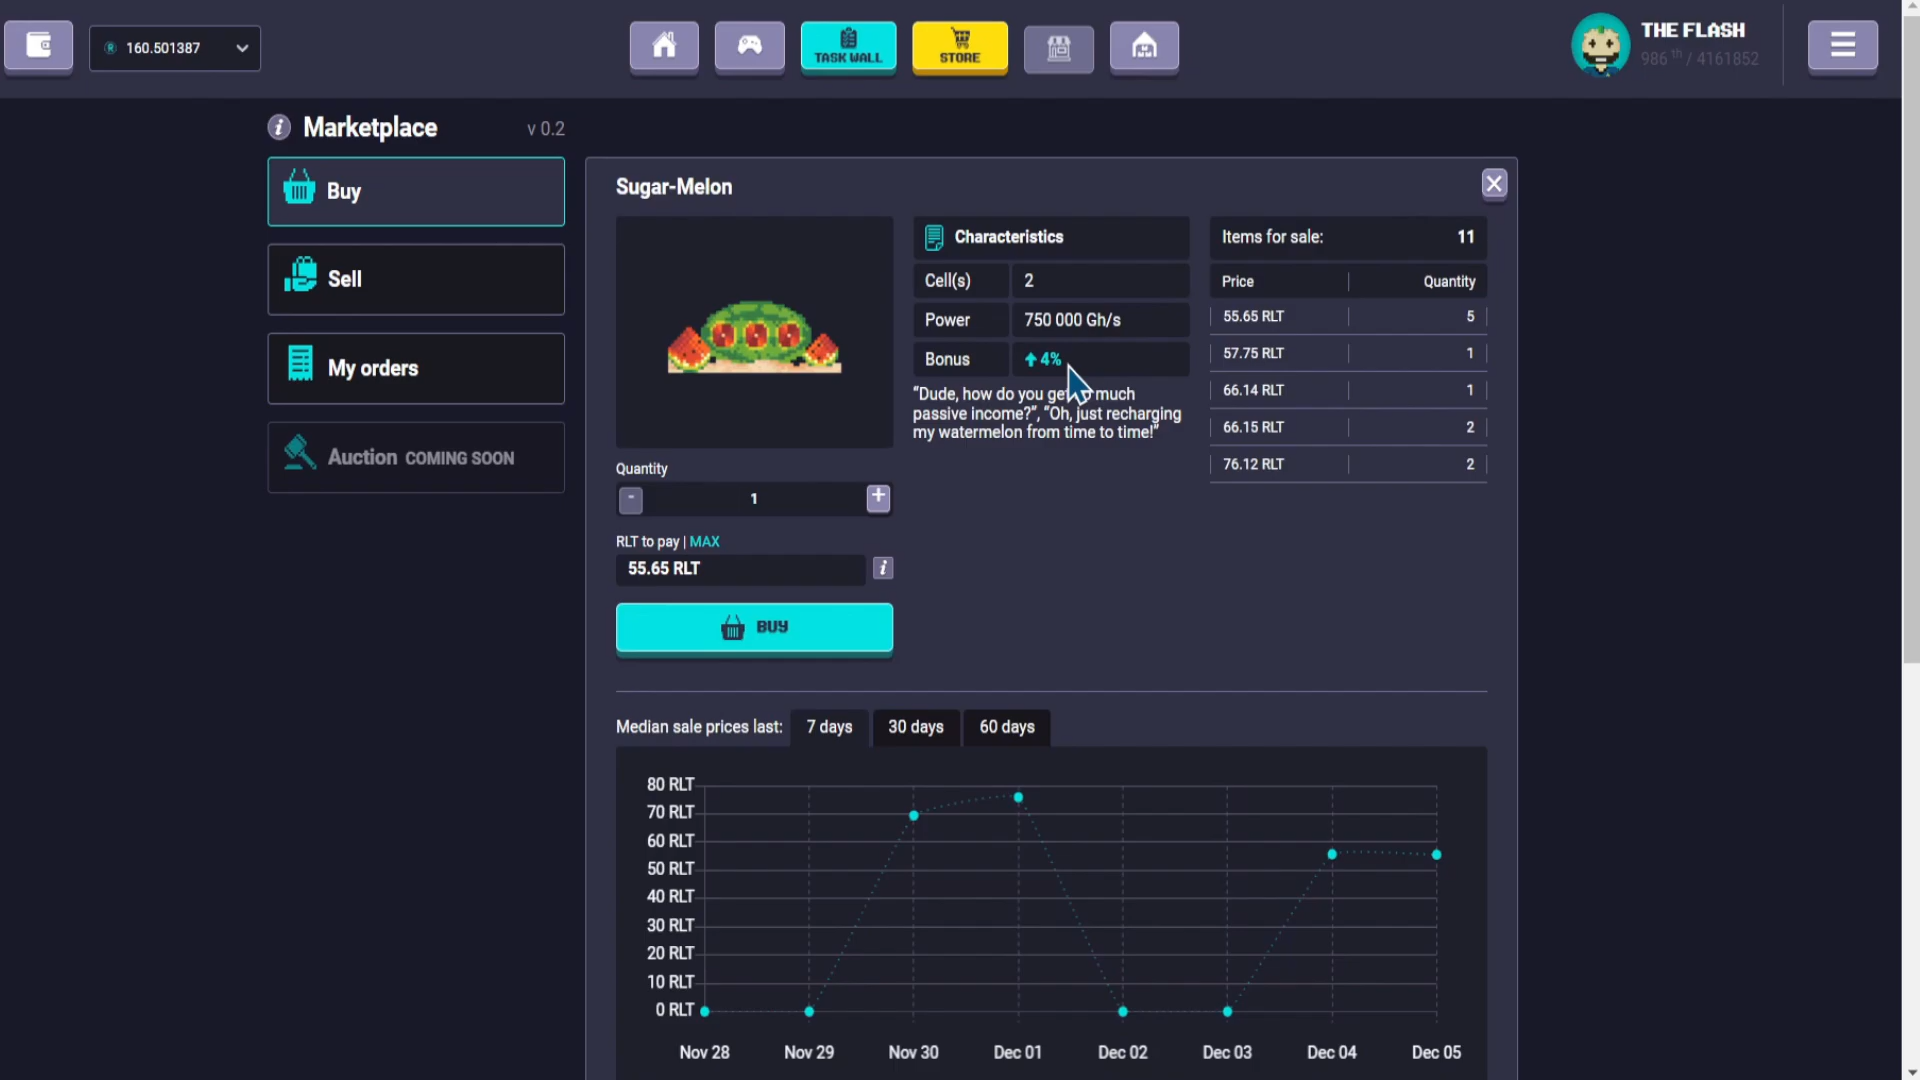 160.501387
TASK WALL
STORE
THE FLASH
986 th / 4161852
Marketplace
v 0.2
Buy
Sell
My orders
Auction COMING SOON
Sugar-Melon
Characteristics
Cell(s) 2
Power 750 000 Gh/s
Bonus 4%
“Dude, how do you get much
passive income?”, “Oh, just recharging
my watermelon from time to time!”
Items for sale: 11
Price Quantity
55.65 RLT 5
57.75 RLT 1
66.14 RLT 1
66.15 RLT 2
76.12 RLT 2
Quantity
- 1 +
RLT to pay | MAX
55.65 RLT
BUY
Median sale prices last: 7 days 30 days 60 days
80 RLT
70 RLT
60 RLT
50 RLT
40 RLT
30 RLT
20 RLT
10 RLT
0 RLT
Nov 28 Nov 29 Nov 30 Dec 01 Dec 02 Dec 03 Dec 04 Dec 05